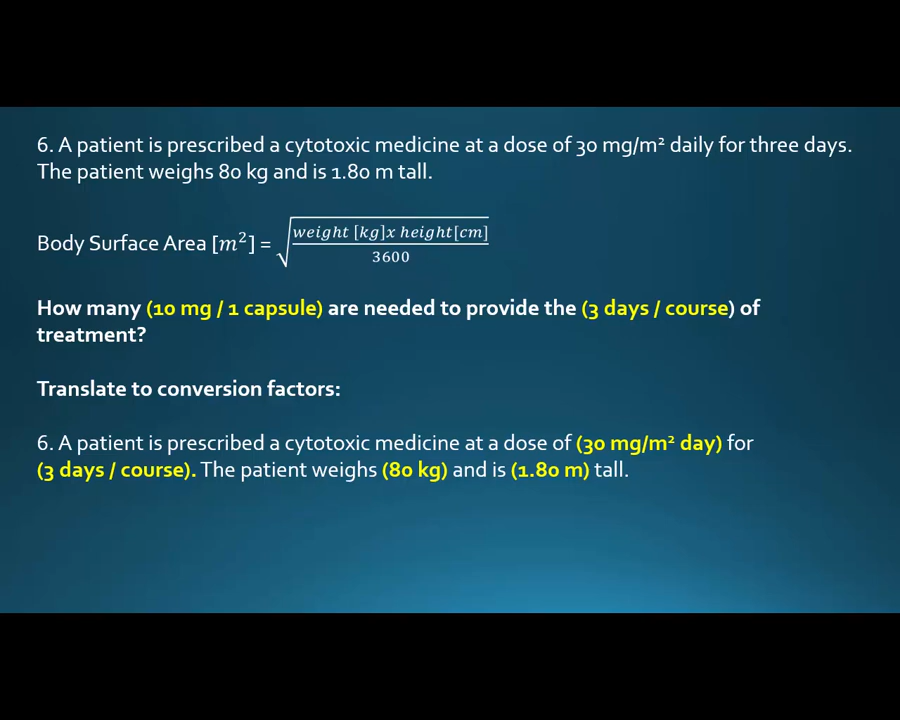 6. A patient is prescribed a cytotoxic medicine at a dose of 30 mg/m² daily for three days.
The patient weighs 80 kg and is 1.80 m tall.
Body Surface Area [m²] = √(weight [kg]x height[cm] / 3600)
How many (10 mg / 1 capsule) are needed to provide the (3 days / course) of
treatment?
Translate to conversion factors:
6. A patient is prescribed a cytotoxic medicine at a dose of (30 mg/m² day) for
(3 days / course). The patient weighs (80 kg) and is (1.80 m) tall.